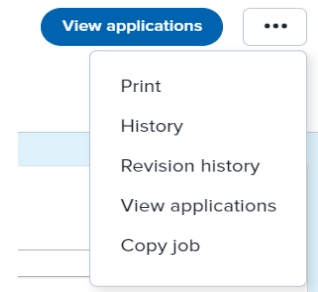 View applications
•••
Print
History
Revision history
View applications
Copy job